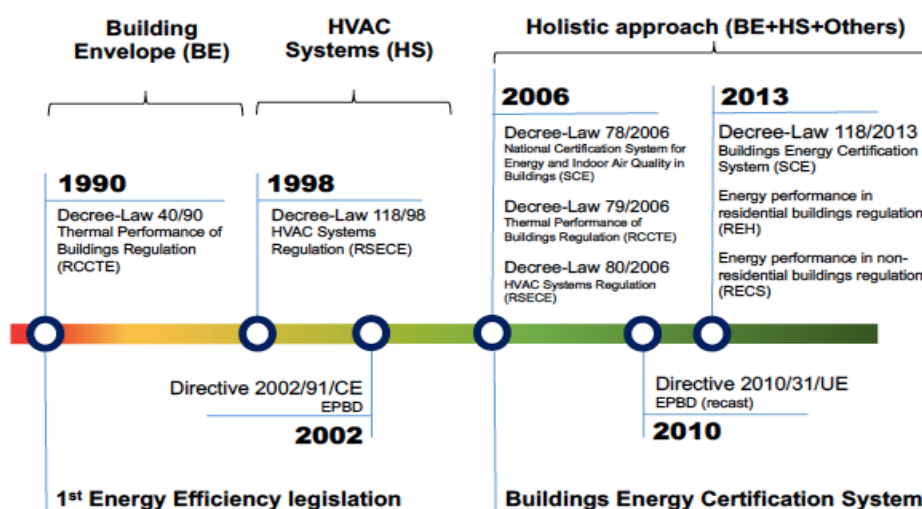 Building
Envelope (BE)
HVAC
Systems (HS)
Holistic approach (BE+HS+Others)
1990
Decree-Law 40/90
Thermal Performance of
Buildings Regulation
(RCCTE)
1998
Decree-Law 118/98
HVAC Systems
Regulation (RSECE)
2006
Decree-Law 78/2006
National Certification System for
Energy and Indoor Air Quality in
Buildings (SCE)
Decree-Law 79/2006
Thermal Performance of
Buildings Regulation (RCCTE)
Decree-Law 80/2006
HVAC Systems Regulation
(RSECE)
2013
Decree-Law 118/2013
Buildings Energy Certification
System (SCE)
Energy performance in
residential buildings regulation
(REH)
Energy performance in non-
residential buildings regulation
(RECS)
Directive 2002/91/CE
EPBD
2002
Directive 2010/31/UE
EPBD (recast)
2010
1st Energy Efficiency legislation
Buildings Energy Certification System